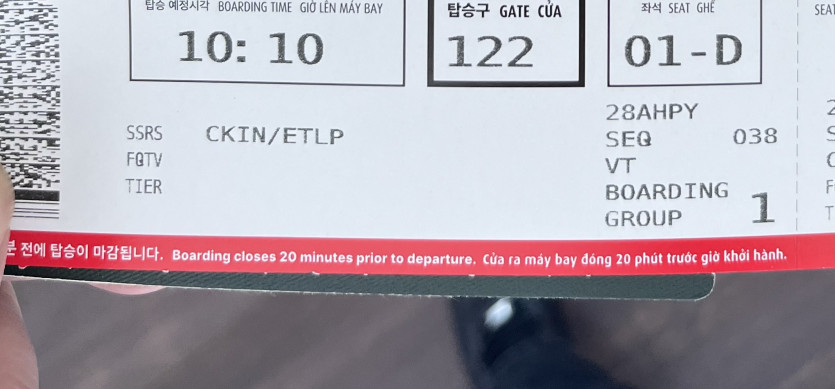 탑승 예정시각 BOARDING TIME GIỜ LÊN MÁY BAY
10: 10
탑승구 GATE CỬA
122
좌석 SEAT GHẾ
01-D
SEAT
28AHPY
SSRS CKIN/ETLP
SEQ 038
FQTV
VT
TIER
BOARDING
GROUP 1
전에 탑승이 마감됩니다. Boarding closes 20 minutes prior to departure. Cửa ra máy bay đóng 20 phút trước giờ khởi hành.